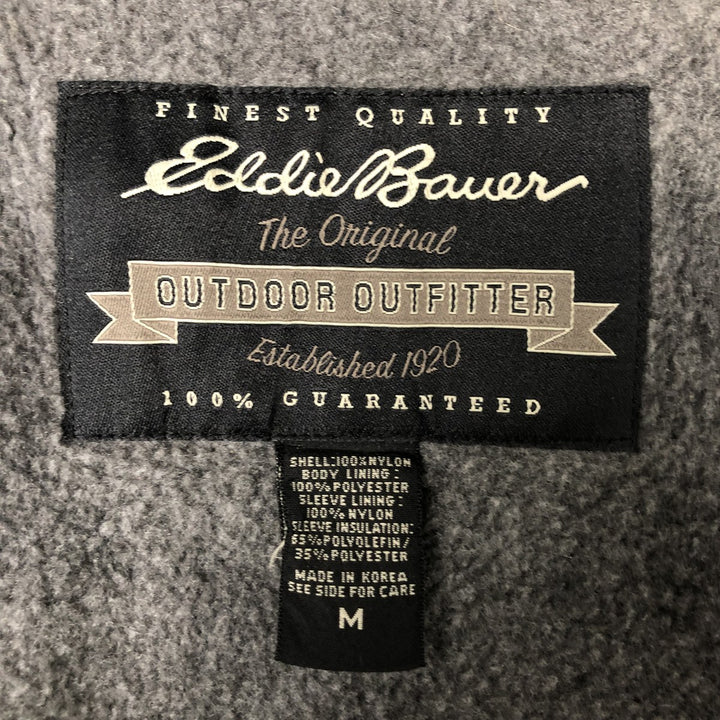 FINEST QUALITY
Eddie Bauer
The Original
OUTDOOR OUTFITTER
Established 1920
100% GUARANTEED
SHELL:100%NYLON
BODY LINING:
100%POLYESTER
SLEEVE LINING:
100% NYLON
SLEEVE INSULATION:
65%POLYOLEFIN/
35%POLYESTER
MADE IN KOREA
SEE SIDE FOR CARE
M